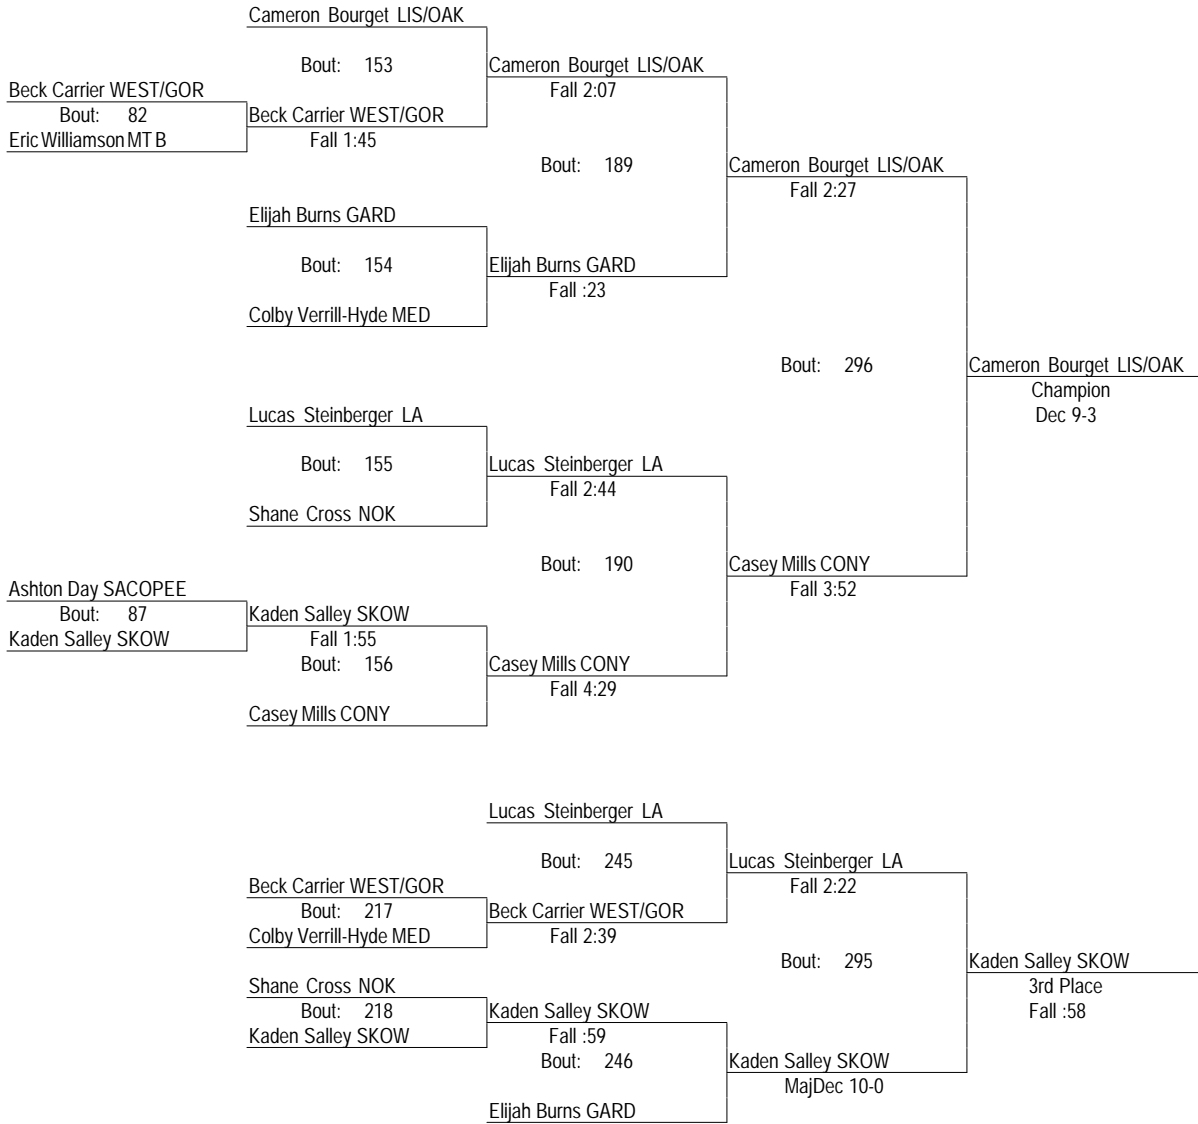 Cameron Bourget LIS/OAK
Bout: 153
Cameron Bourget LIS/OAK
Beck Carrier WEST/GOR
Fall 2:07
Bout: 82
Beck Carrier WEST/GOR
Eric Williamson MT B
Fall 1:45
Bout: 189
Cameron Bourget LIS/OAK
Fall 2:27
Elijah Burns GARD
Bout: 154
Elijah Burns GARD
Fall :23
Colby Verrill-Hyde MED
Bout: 296
Cameron Bourget LIS/OAK
Champion
Dec 9-3
Lucas Steinberger LA
Bout: 155
Lucas Steinberger LA
Fall 2:44
Shane Cross NOK
Bout: 190
Casey Mills CONY
Fall 3:52
Ashton Day SACOPEE
Bout: 87
Kaden Salley SKOW
Kaden Salley SKOW
Fall 1:55
Bout: 156
Casey Mills CONY
Fall 4:29
Casey Mills CONY
Lucas Steinberger LA
Bout: 245
Lucas Steinberger LA
Fall 2:22
Beck Carrier WEST/GOR
Bout: 217
Beck Carrier WEST/GOR
Colby Verrill-Hyde MED
Fall 2:39
Bout: 295
Kaden Salley SKOW
3rd Place
Fall :58
Shane Cross NOK
Bout: 218
Kaden Salley SKOW
Kaden Salley SKOW
Fall :59
Bout: 246
Kaden Salley SKOW
MajDec 10-0
Elijah Burns GARD